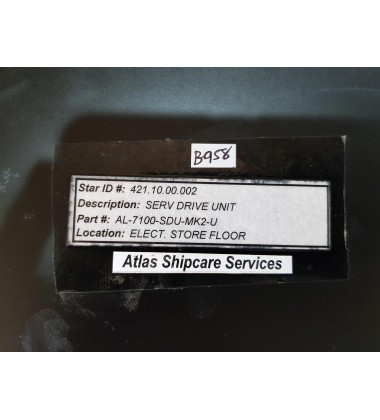 B958
Star ID #: 421.10.00.002
Description: SERV DRIVE UNIT
Part #: AL-7100-SDU-MK2-U
Location: ELECT. STORE FLOOR
Atlas Shipcare Services